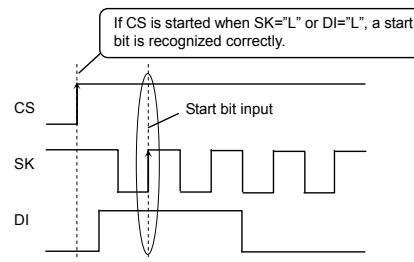 If CS is started when SK="L" or DI="L", a start
bit is recognized correctly.
CS
Start bit input
SK
DI